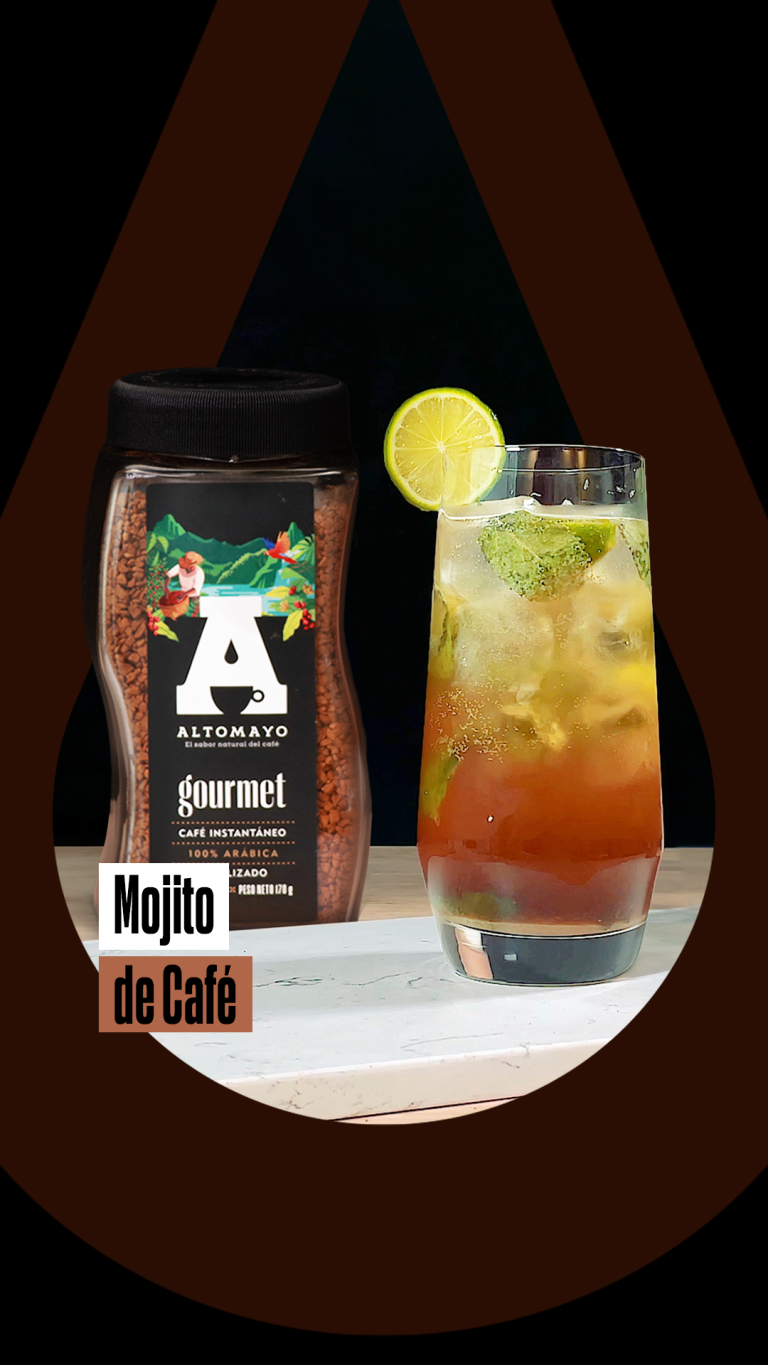 A
ALTOMAYO
El sabor natural del café
gourmet
CAFÉ INSTANTÁNEO
100% ARÁBICA
LIZADO
PESO NETO 170 g
Mojito
de Café